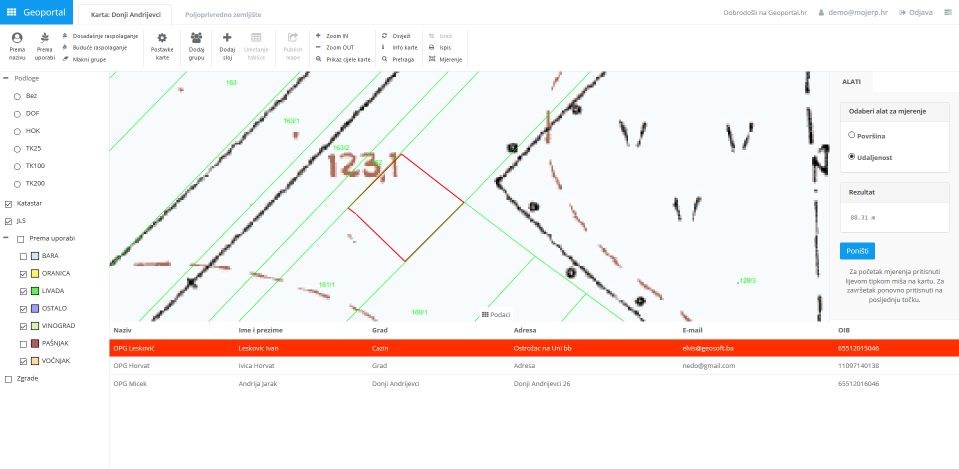 Geoportal
Karta: Donji Andrijevci
Poljoprivredno zemljište
Dobrodošli na Geoportal.hr
demo@mojerp.hr
Odjava
Prema nazivu
Prema uporabi
Dosadašnje raspolaganje
Buduće raspolaganje
Makni grupe
Postavke karte
Dodaj grupu
Dodaj sloj
Umetanje tablice
Publish mape
Zoom IN
Zoom OUT
Prikaz cijele karte
Osvježi
Info karte
Pretraga
Izreži
Ispis
Mjerenje
Podloge
Bez
DOF
HOK
TK25
TK100
TK200
Katastar
JLS
Prema uporabi
BARA
ORANICA
LIVADA
OSTALO
VINOGRAD
PAŠNJAK
VOĆNJAK
Zgrade
163
163/1
163/2
123,1
161/1
160/1
128/3
Podaci
ALATI
Odaberi alat za mjerenje
Površina
Udaljenost
Rezultat
88.31 m
Poništi
Za početak mjerenja pritisnuti
lijevom tipkom miša na kartu. Za
završetak ponovno pritisnuti na
posljednju točku.
Naziv Ime i prezime Grad Adresa E-mail OIB
OPG Lesković Leskovic Ivan Cazin Ostrožac na Uni bb elvis@geosoft.ba 65512015046
OPG Horvat Ivica Horvat Grad Adresa nedo@gmail.com 11097140138
OPG Micek Andrija Jarak Donji Andrijevci Donji Andrijevci 26 65512016046